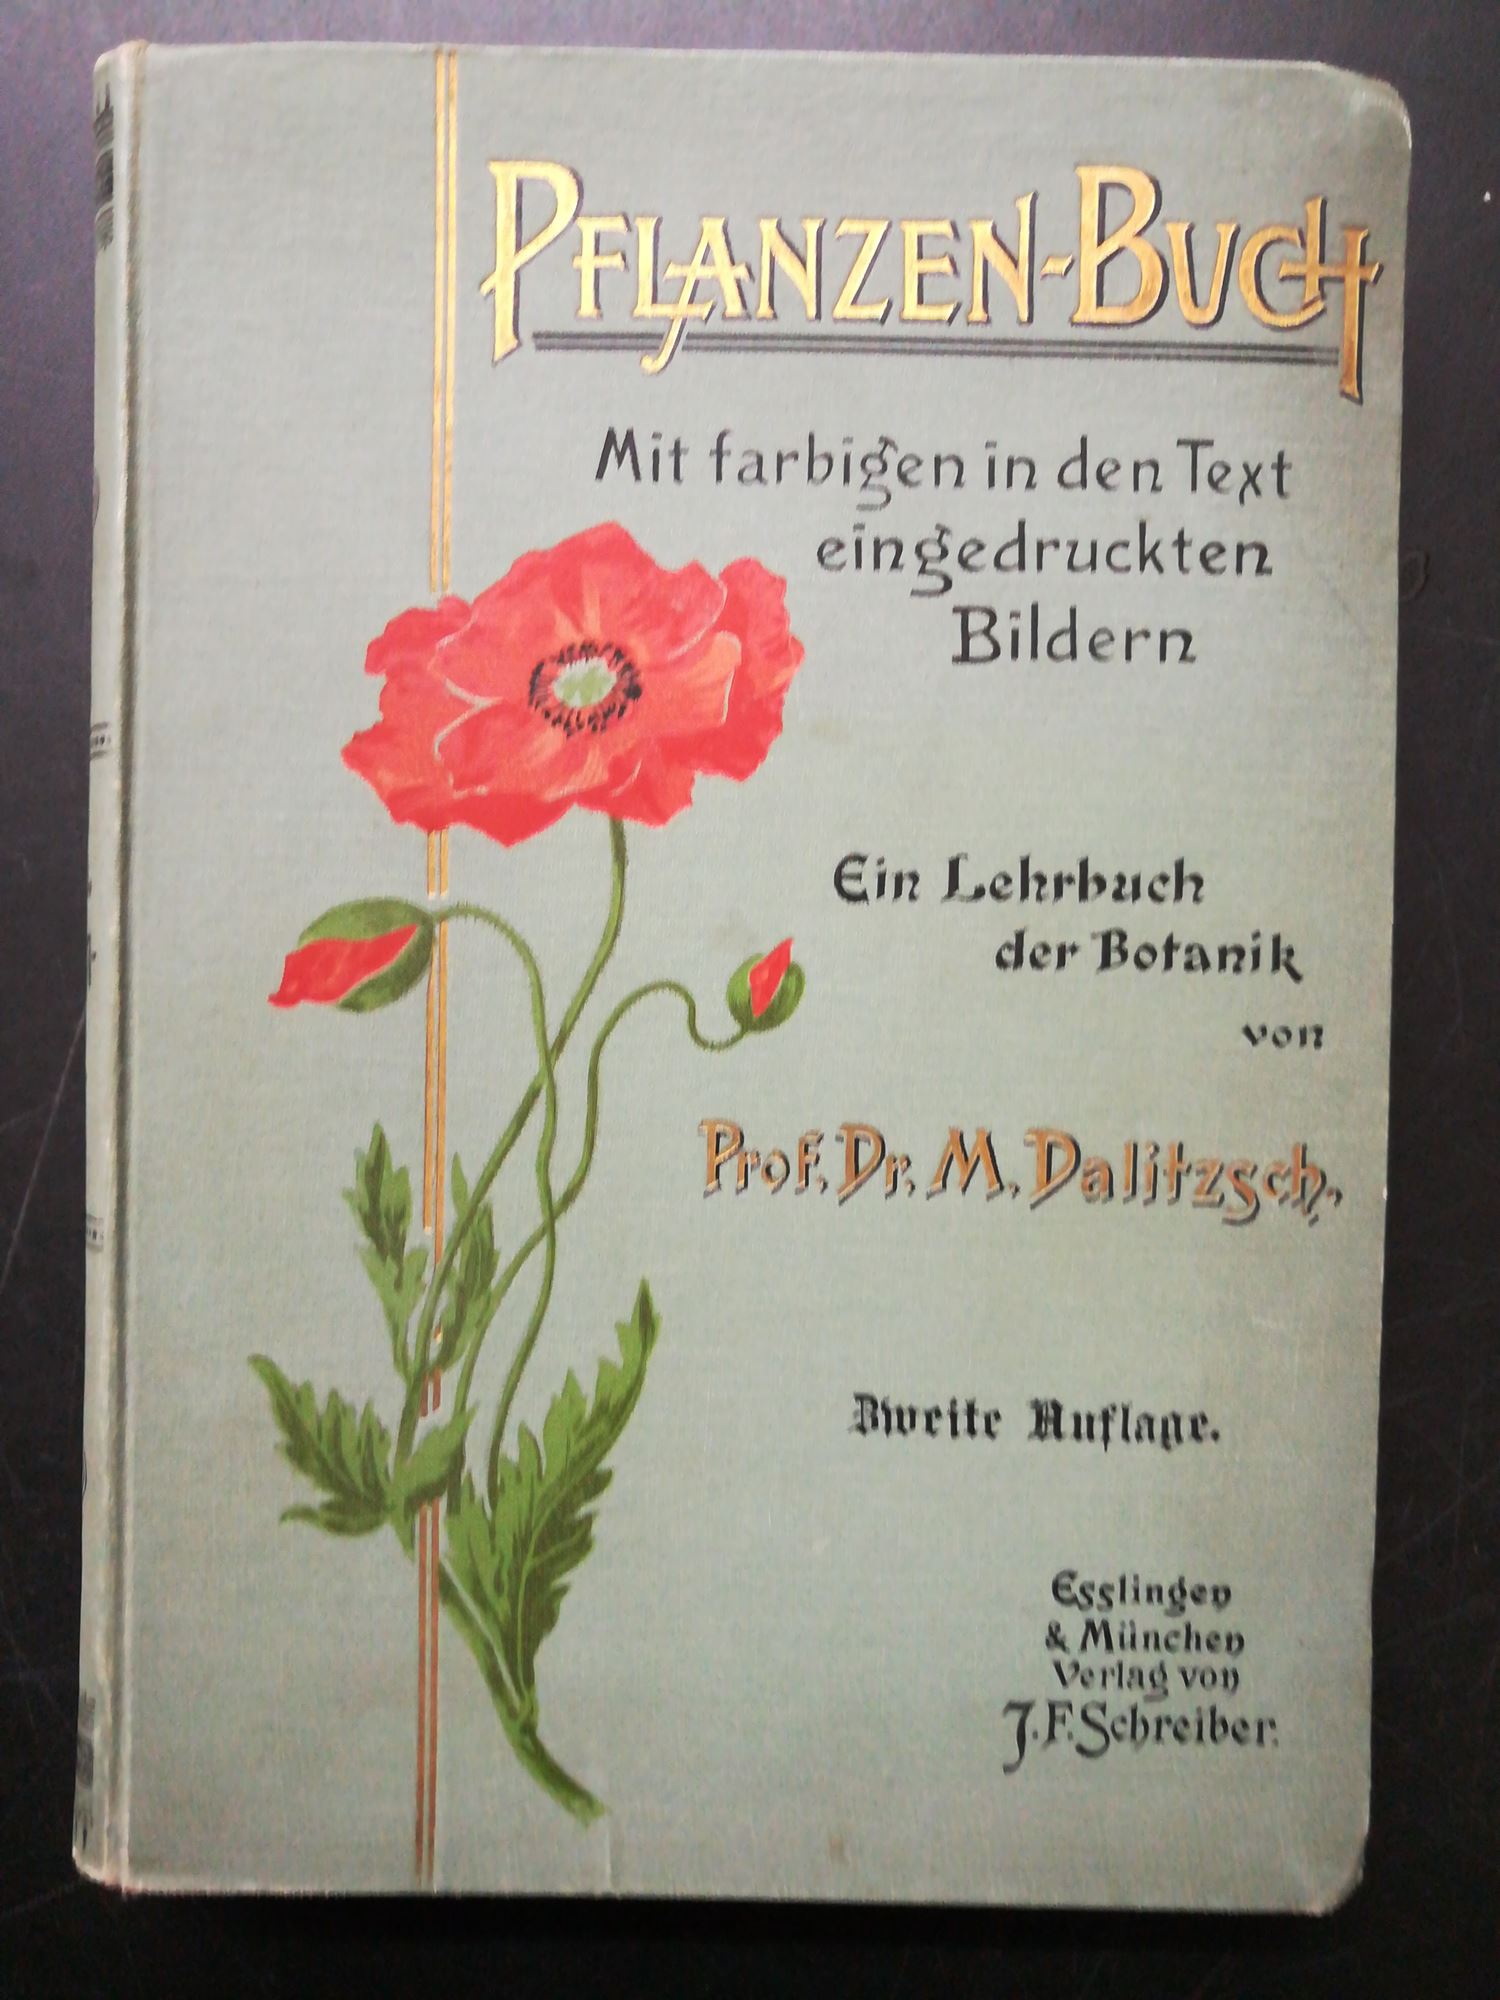 PFLANZEN-BUCH
Mit farbigen in den Text
eingedruckten
Bildern
Ein Lehrbuch
der Botanik
von
Prof. Dr. M. Dalitzsch.
Zweite Auflage.
Esslingen
& München
Verlag von
J. F. Schreiber.